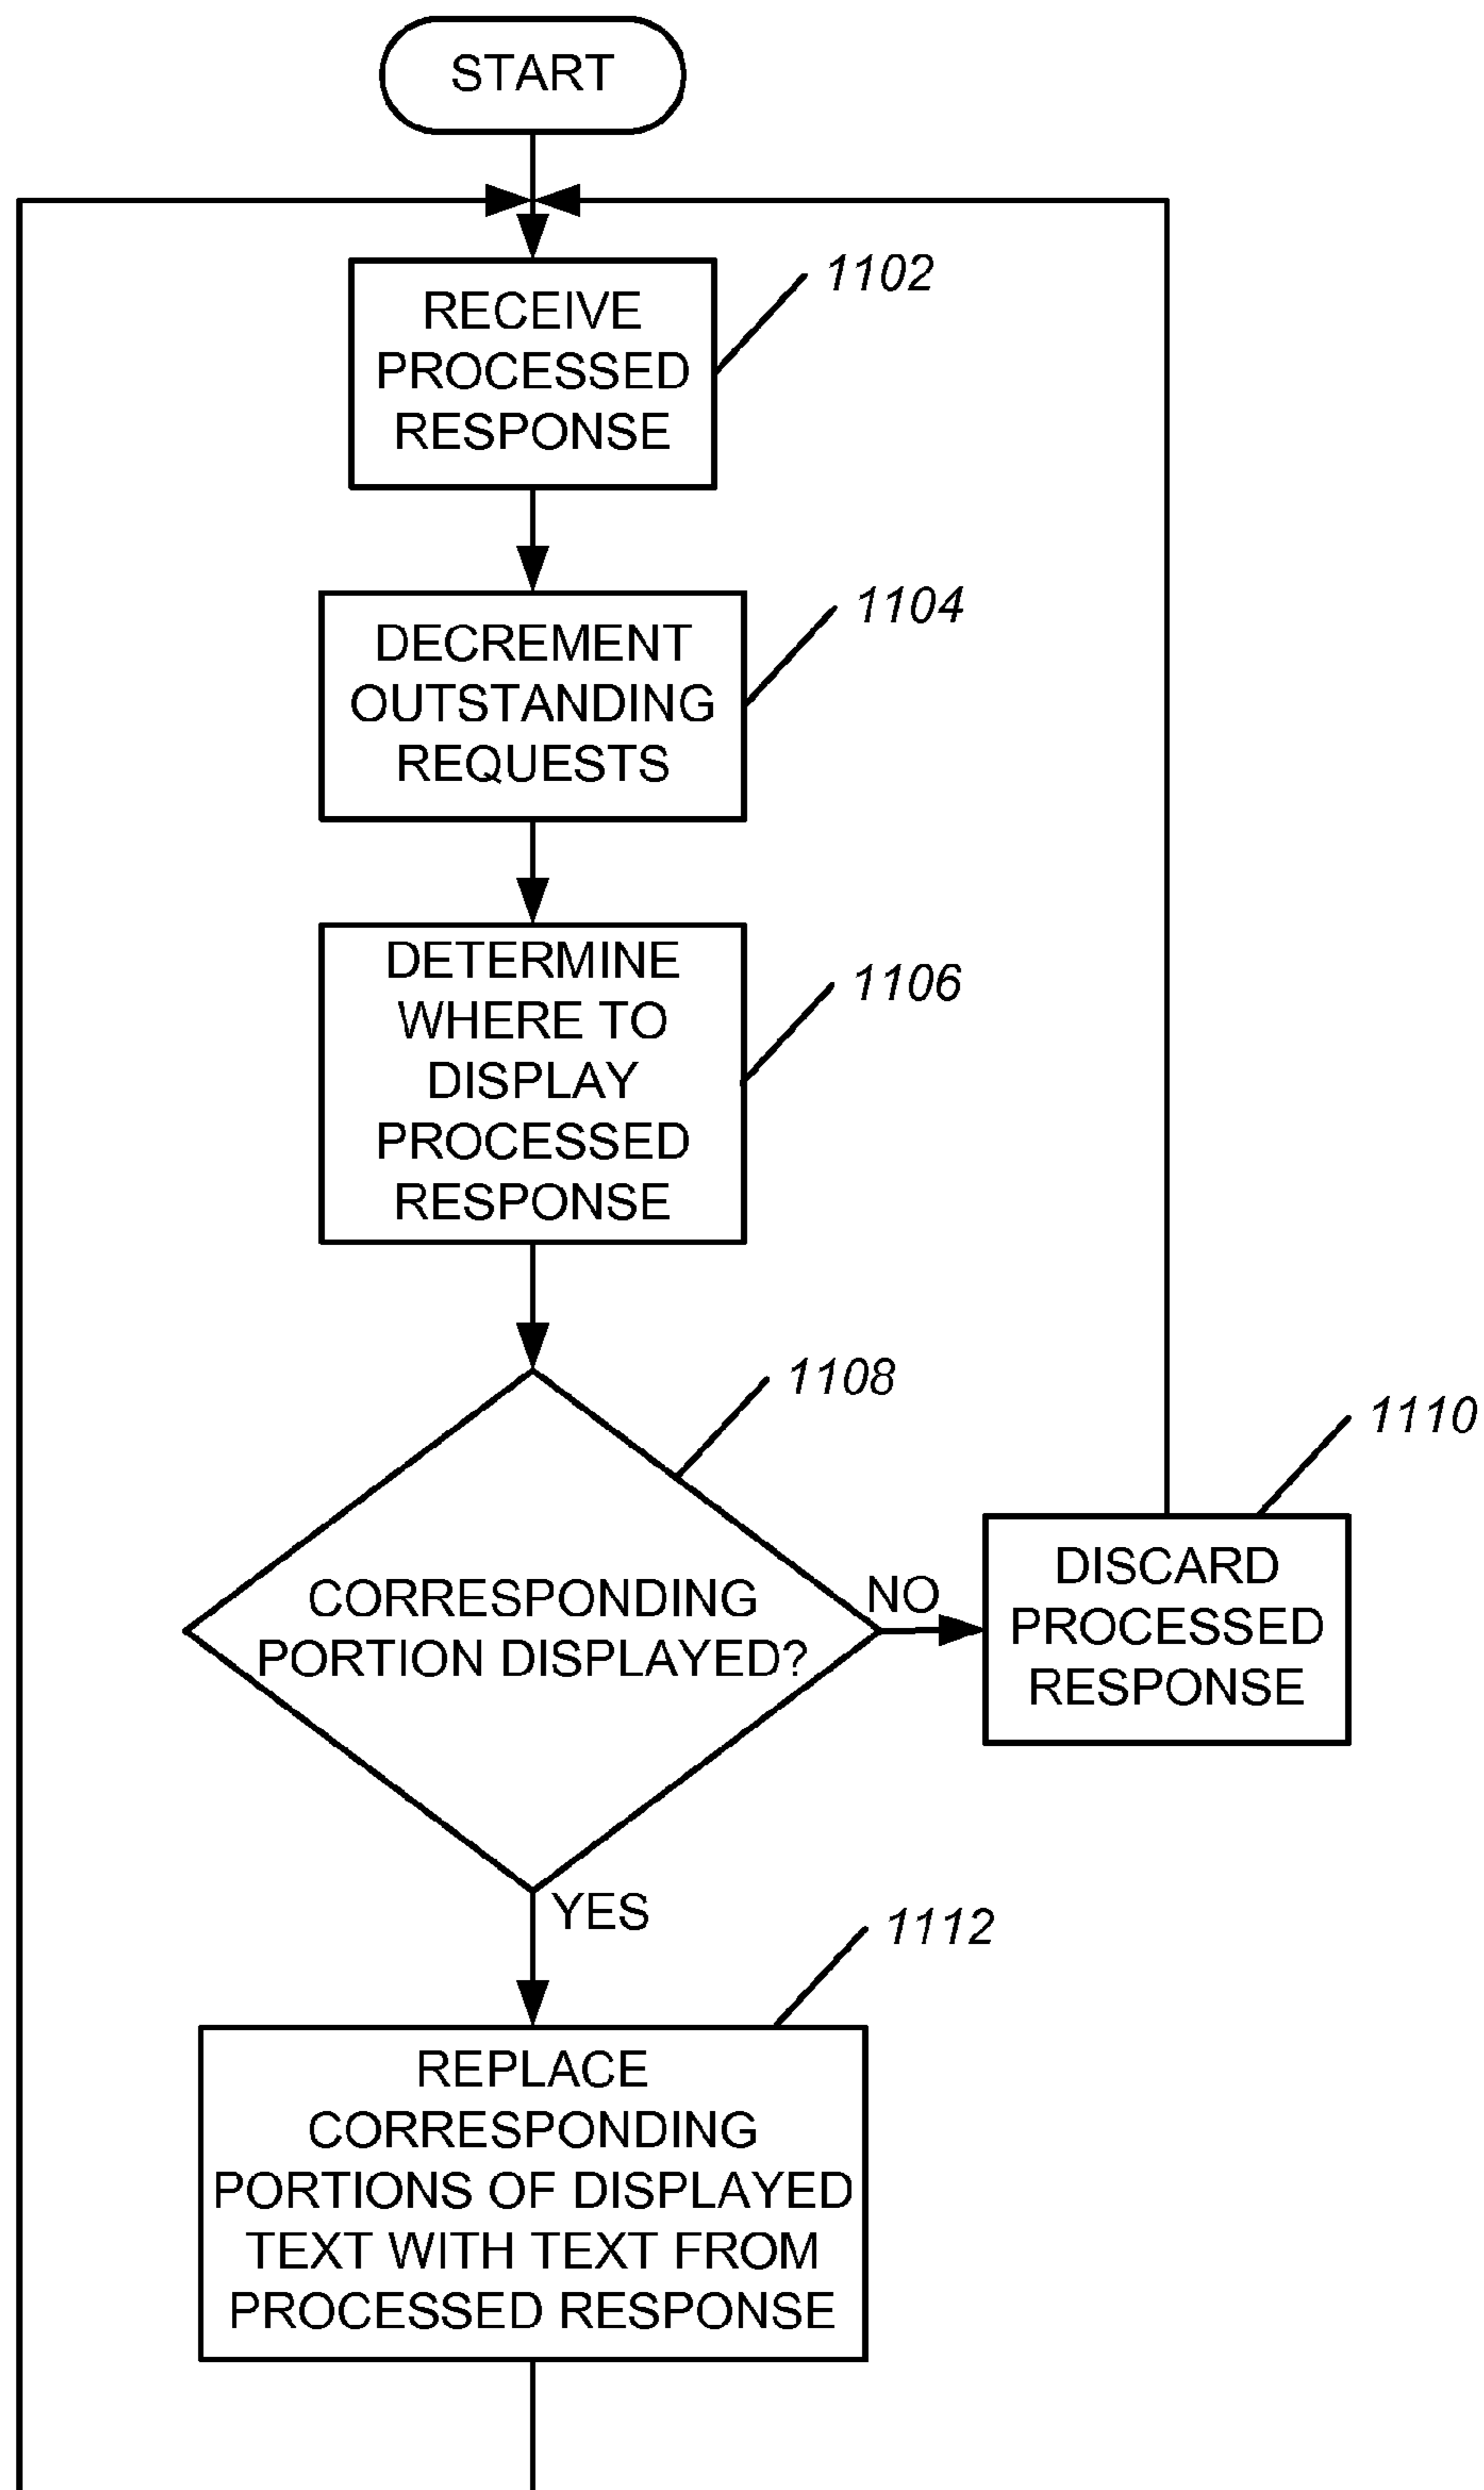 START
1102
RECEIVE
PROCESSED
RESPONSE
1104
DECREMENT
OUTSTANDING
REQUESTS
1106
DETERMINE
WHERE TO
DISPLAY
PROCESSED
RESPONSE
1108
CORRESPONDING
PORTION DISPLAYED?
NO
1110
DISCARD
PROCESSED
RESPONSE
YES
1112
REPLACE
CORRESPONDING
PORTIONS OF DISPLAYED
TEXT WITH TEXT FROM
PROCESSED RESPONSE